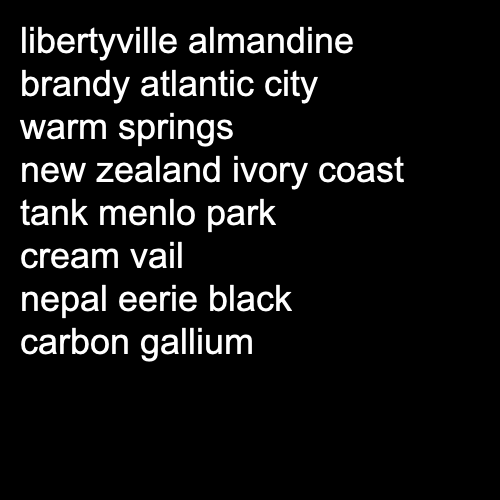 libertyville almandine
brandy atlantic city
warm springs
new zealand ivory coast
tank menlo park
cream vail
nepal eerie black
carbon gallium